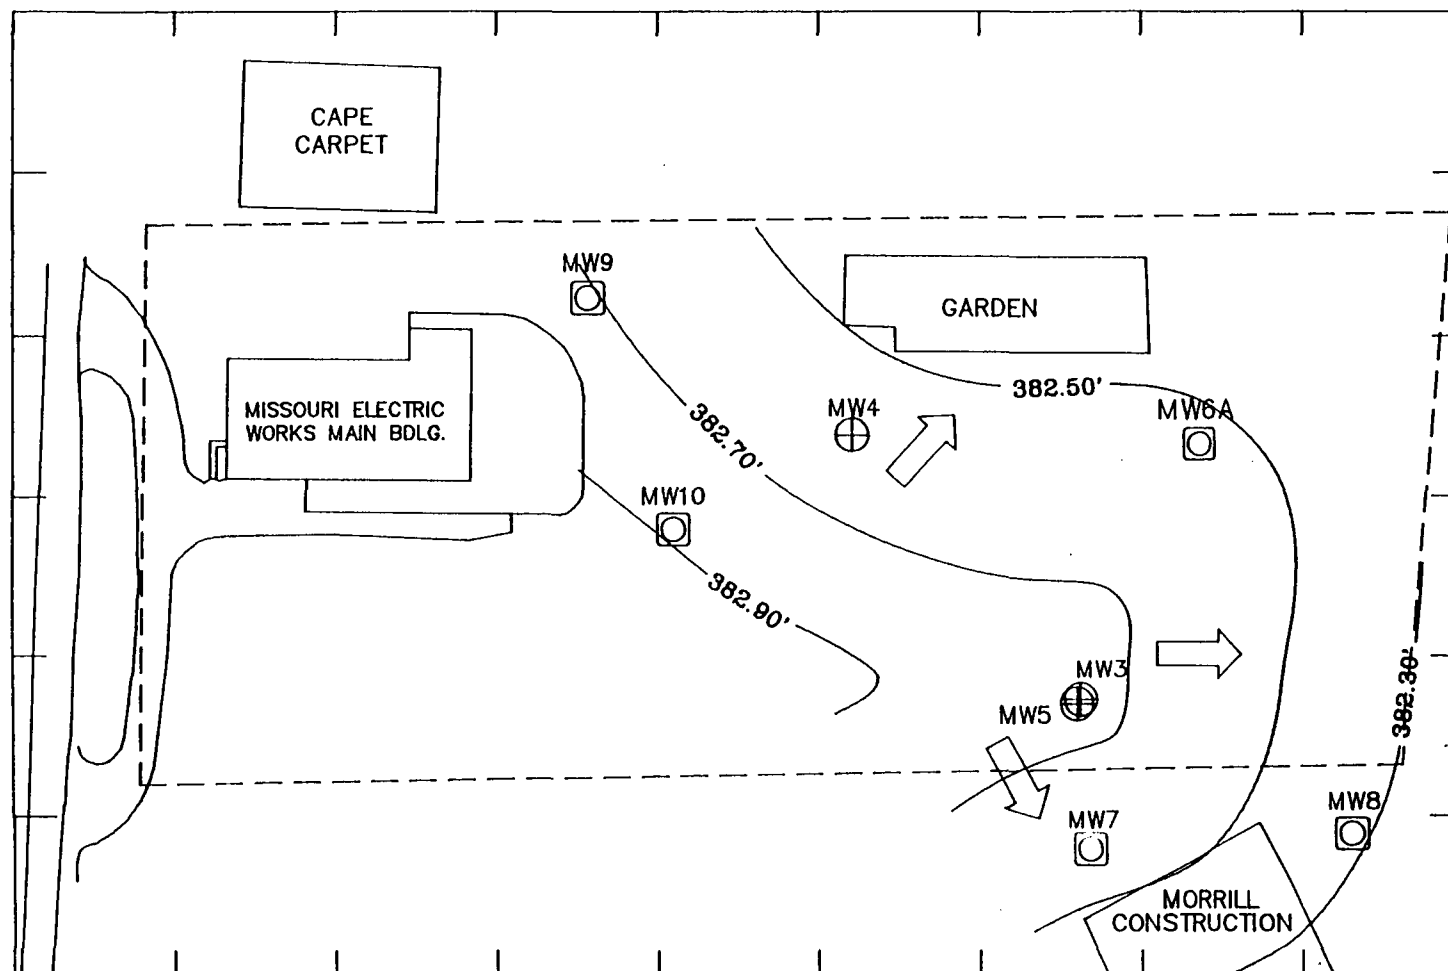 CAPE
CARPET
MW9
GARDEN
382.50'
MISSOURI ELECTRIC
WORKS MAIN BDLG.
382.70'
MW4
MW6A
MW10
382.90'
MW3
MW5
382.30'
MW7
MW8
MORRILL
CONSTRUCTION